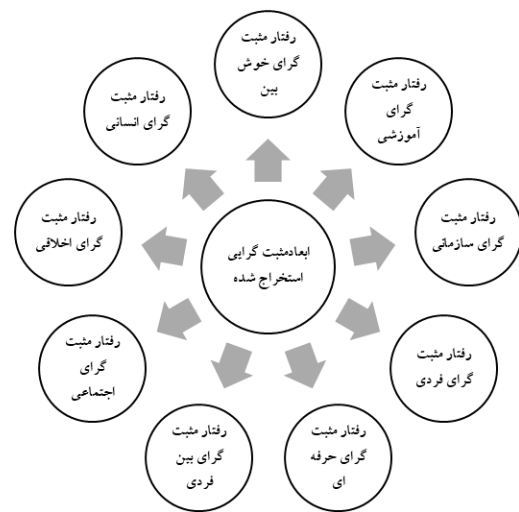 رفتار مثبت
گرای خوش
بین
رفتار مثبت
گرای
آموزشی
رفتار مثبت
گرای سازمانی
رفتار مثبت
گرای فردی
رفتار مثبت
گرای حرفه
ای
رفتار مثبت
گرای بین
فردی
رفتار مثبت
گرای
اجتماعی
رفتار مثبت
گرای اخلاقی
رفتار مثبت
گرای انسانی
ابعادمثبت گرایی
استخراج شده